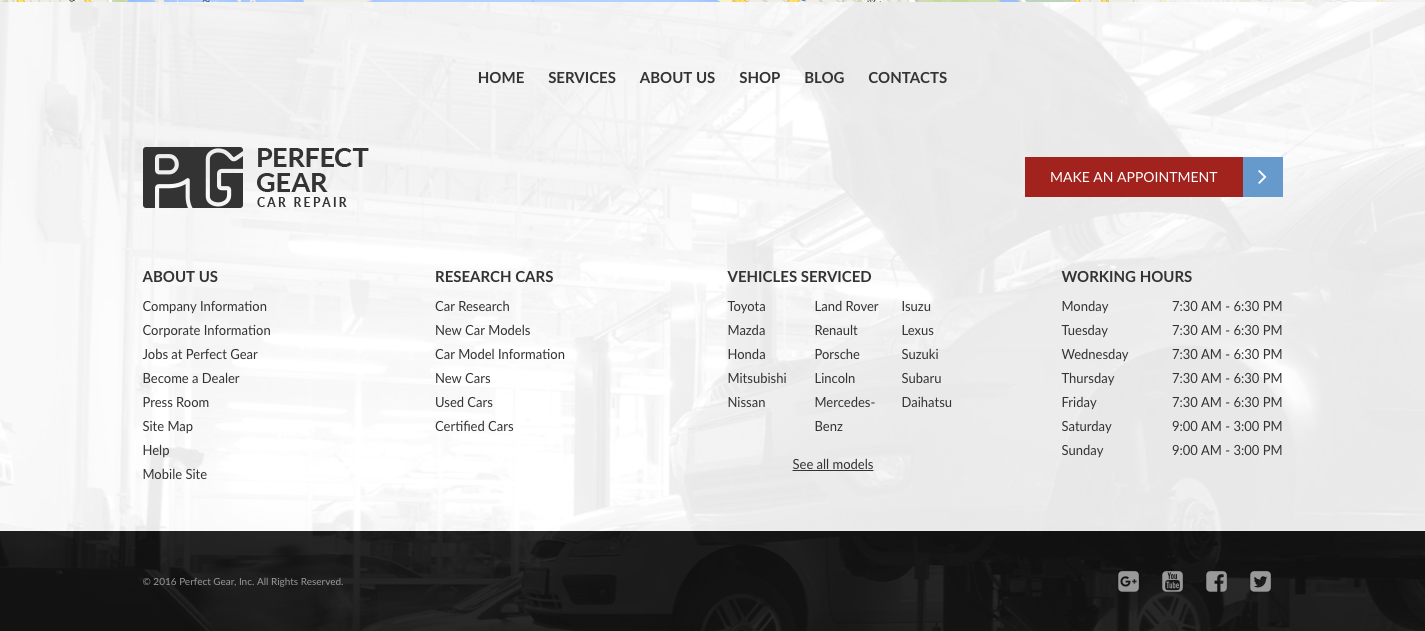 HOME SERVICES ABOUT US SHOP BLOG CONTACTS
PG
PERFECT
GEAR
CAR REPAIR
MAKE AN APPOINTMENT
ABOUT US
Company Information
Corporate Information
Jobs at Perfect Gear
Become a Dealer
Press Room
Site Map
Help
Mobile Site
RESEARCH CARS
Car Research
New Car Models
Car Model Information
New Cars
Used Cars
Certified Cars
VEHICLES SERVICED
Toyota
Mazda
Honda
Mitsubishi
Nissan
Land Rover
Renault
Porsche
Lincoln
Mercedes-
Benz
Isuzu
Lexus
Suzuki
Subaru
Daihatsu
See all models
WORKING HOURS
Monday 7:30 AM - 6:30 PM
Tuesday 7:30 AM - 6:30 PM
Wednesday 7:30 AM - 6:30 PM
Thursday 7:30 AM - 6:30 PM
Friday 7:30 AM - 6:30 PM
Saturday 9:00 AM - 3:00 PM
Sunday 9:00 AM - 3:00 PM
© 2016 Perfect Gear, Inc. All Rights Reserved.
G+
You
Tube